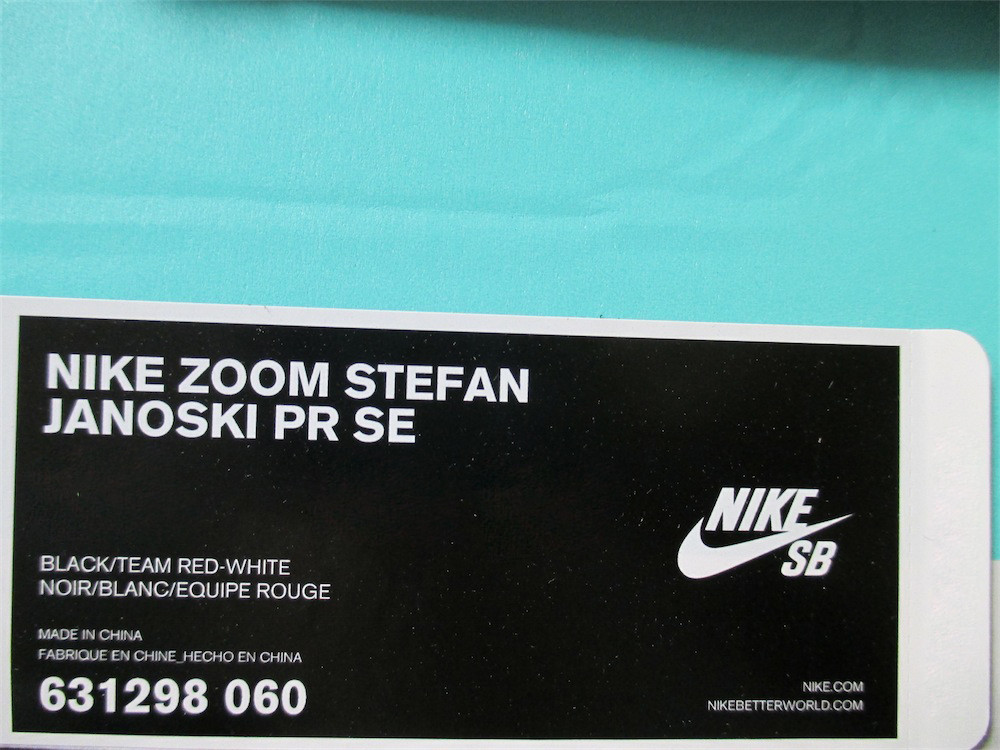 NIKE ZOOM STEFAN
JANOSKI PR SE
NIKE
SB
BLACK/TEAM RED-WHITE
NOIR/BLANC/EQUIPE ROUGE
MADE IN CHINA
FABRIQUE EN CHINE_HECHO EN CHINA
631298 060
NIKE.COM
NIKEBETTERWORLD.COM